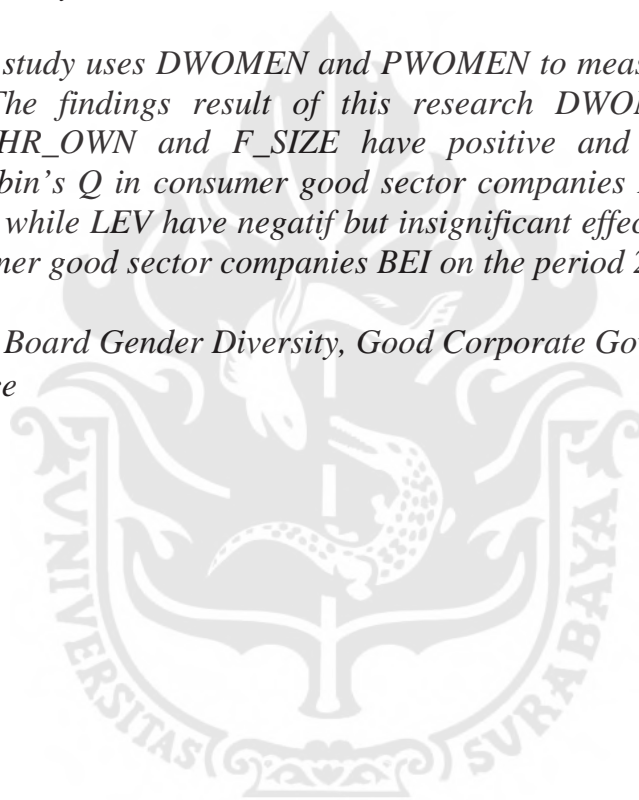 study uses DWOMEN and PWOMEN to meas
The findings result of this research DWO
HR_OWN and F_SIZE have positive and
bin's Q in consumer good sector companies
while LEV have negatif but insignificant effec
mer good sector companies BEI on the period 2
Board Gender Diversity, Good Corporate Gov
UNIVERSITAS SURABAYA